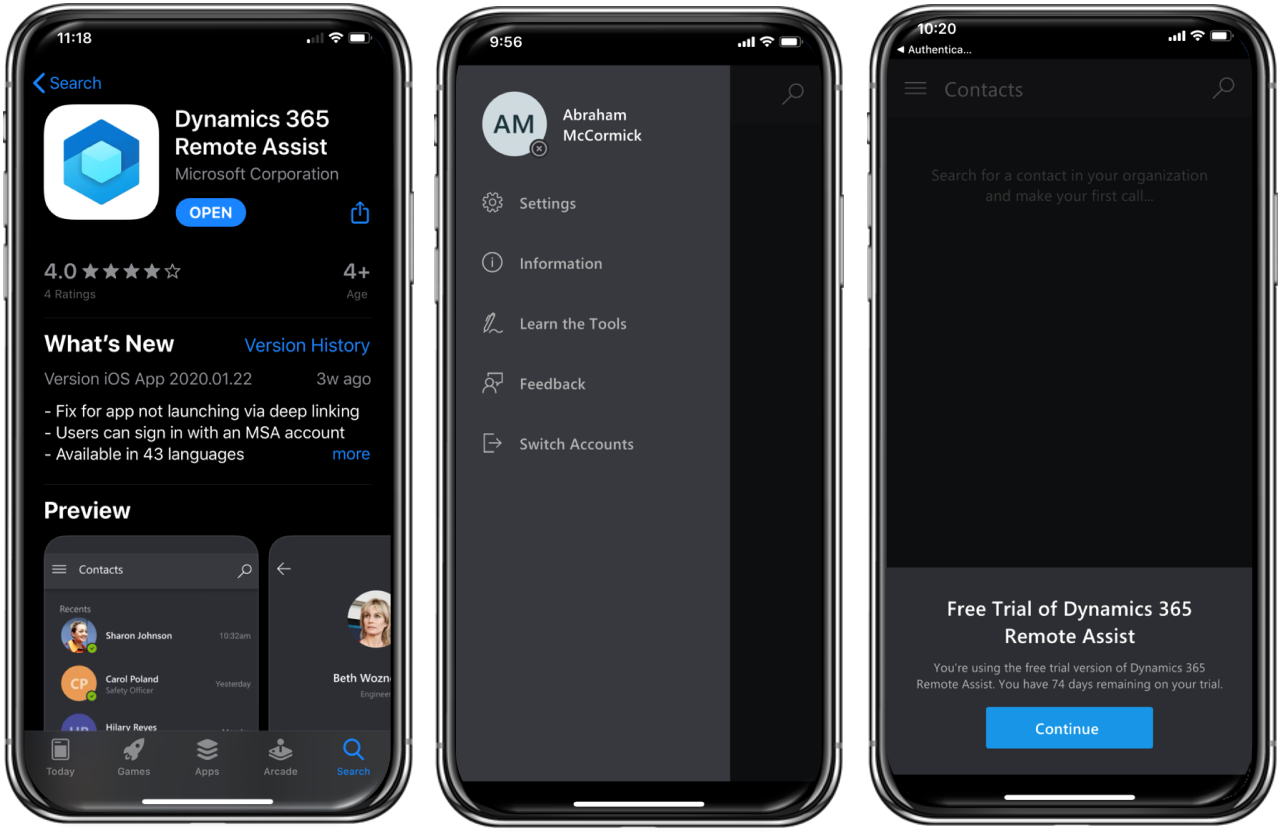 11:18
Search
Dynamics 365
Remote Assist
Microsoft Corporation
OPEN
4.0
4+
4 Ratings
Age
What's New
Version History
Version iOS App 2020.01.22
3w ago
- Fix for app not launching via deep linking
- Users can sign in with an MSA account
- Available in 43 languages
more
Preview
Contacts
Recents
Sharon Johnson
10:32am
CP
Carol Poland
Yesterday
Safety Officer
Hilary Reyes
Beth Wozn
Enginee
Today
Games
Apps
Arcade
Search
9:56
AM
Abraham
McCormick
Settings
Information
Learn the Tools
Feedback
Switch Accounts
10:20
Authentica...
Contacts
Search for a contact in your organization
and make your first call...
Free Trial of Dynamics 365
Remote Assist
You're using the free trial version of Dynamics 365
Remote Assist. You have 74 days remaining on your trial.
Continue